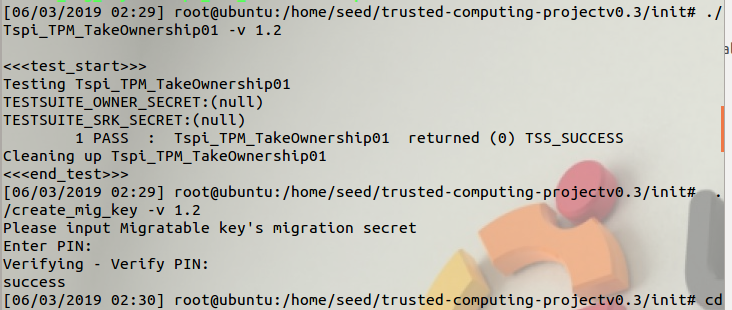 [06/03/2019 02:29] root@ubuntu:/home/seed/trusted-computing-projectv0.3/init# ./
Tspi_TPM_TakeOwnership01 -v 1.2
<<<test_start>>>
Testing Tspi_TPM_TakeOwnership01
TESTSUITE_OWNER_SECRET:(null)
TESTSUITE_SRK_SECRET:(null)
        1 PASS  :  Tspi_TPM_TakeOwnership01  returned (0) TSS_SUCCESS
Cleaning up Tspi_TPM_TakeOwnership01
<<<end_test>>>
[06/03/2019 02:29] root@ubuntu:/home/seed/trusted-computing-projectv0.3/init#  .
/create_mig_key -v 1.2
Please input Migratable key's migration secret
Enter PIN:
Verifying - Verify PIN:
success
[06/03/2019 02:30] root@ubuntu:/home/seed/trusted-computing-projectv0.3/init# cd